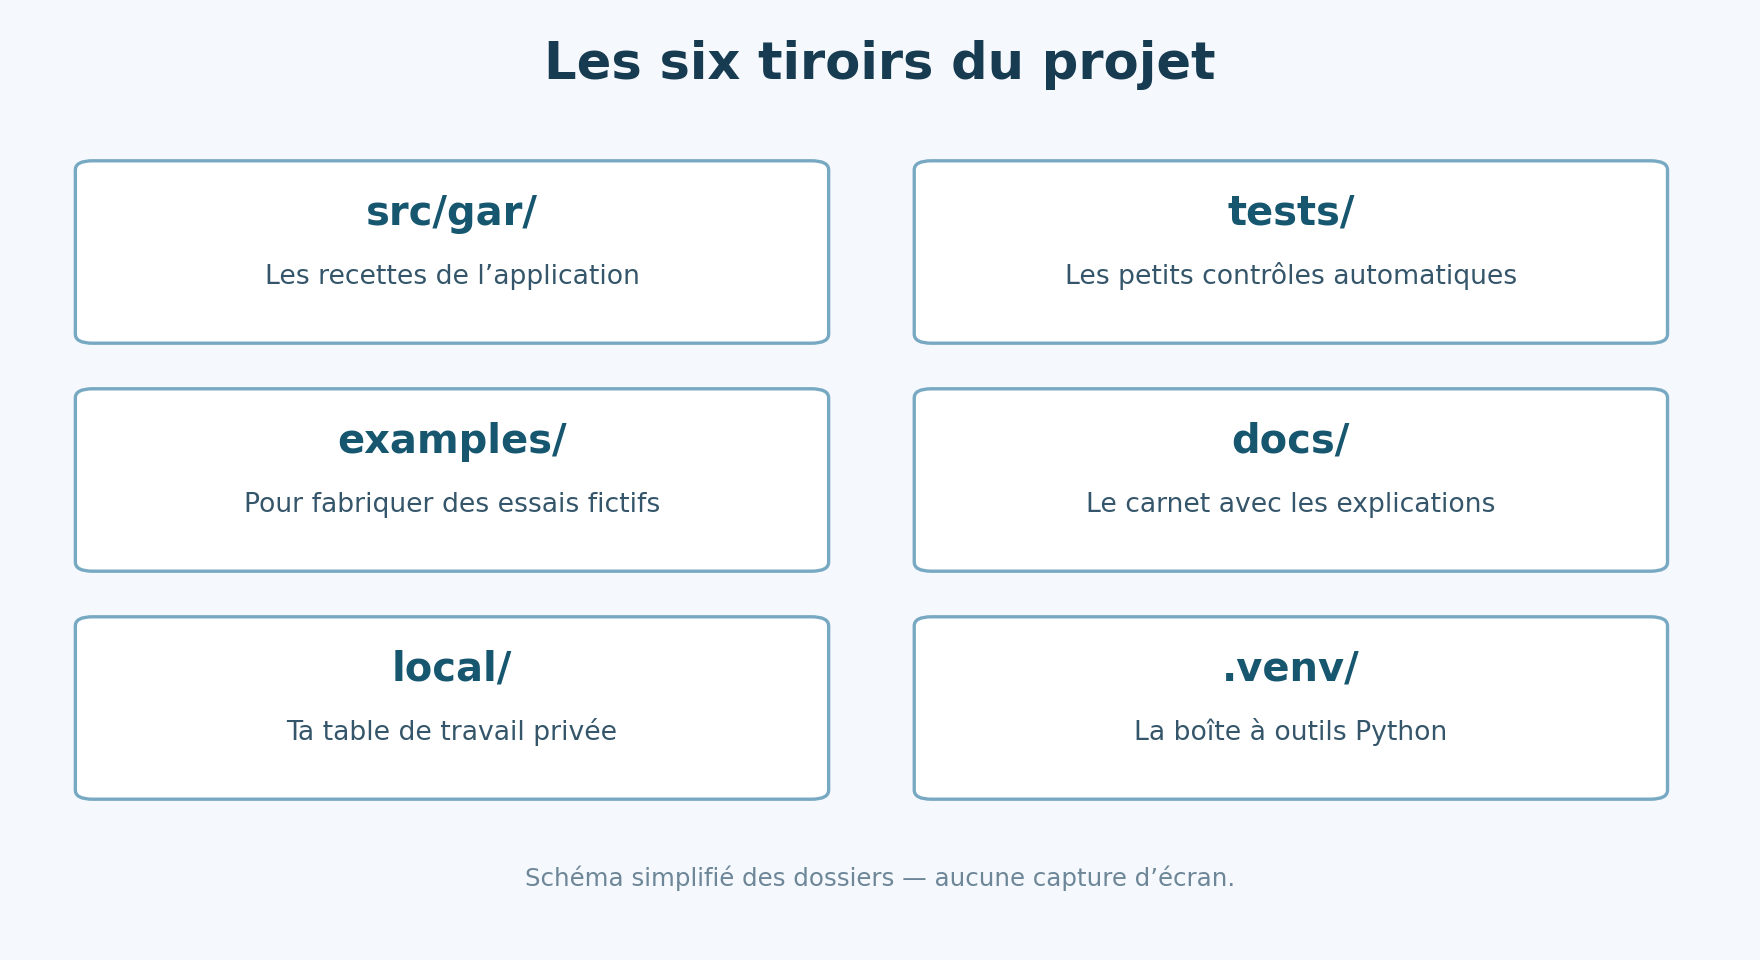 Les six tiroirs du projet
src/gar/
Les recettes de l’application
tests/
Les petits contrôles automatiques
examples/
Pour fabriquer des essais fictifs
docs/
Le carnet avec les explications
local/
Ta table de travail privée
.venv/
La boîte à outils Python
Schéma simplifié des dossiers — aucune capture d’écran.